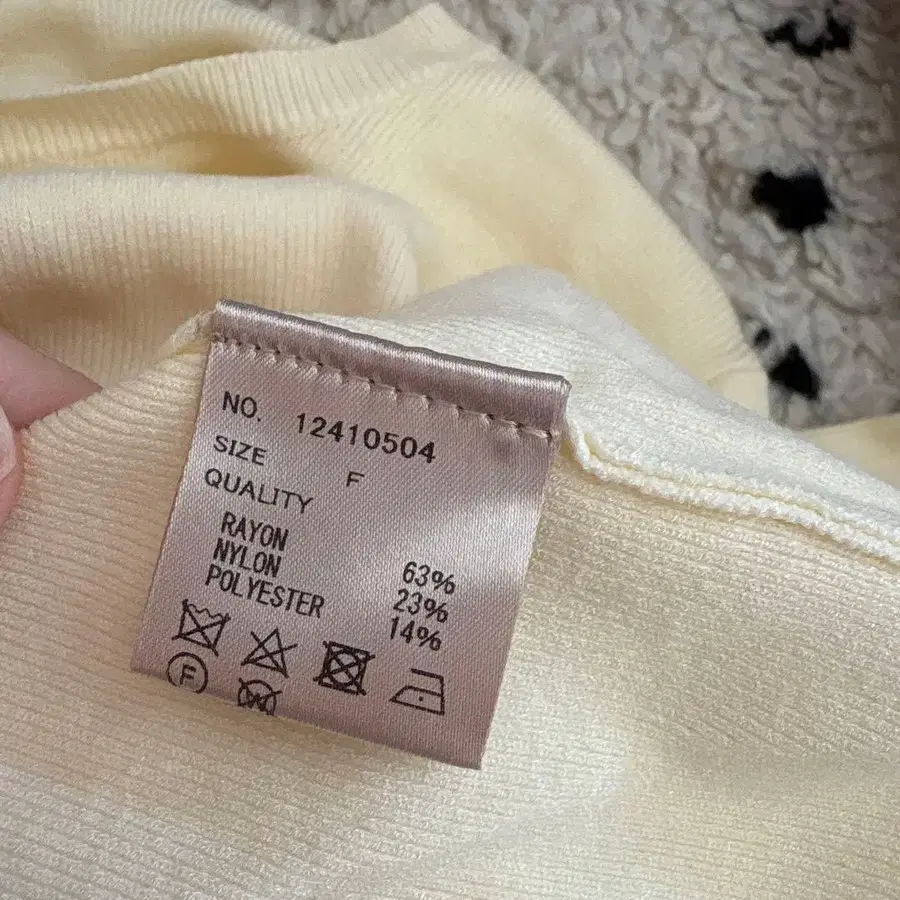 NO. 12410504
SIZE F
QUALITY
RAYON 63%
NYLON 23%
POLYESTER 14%
F
W